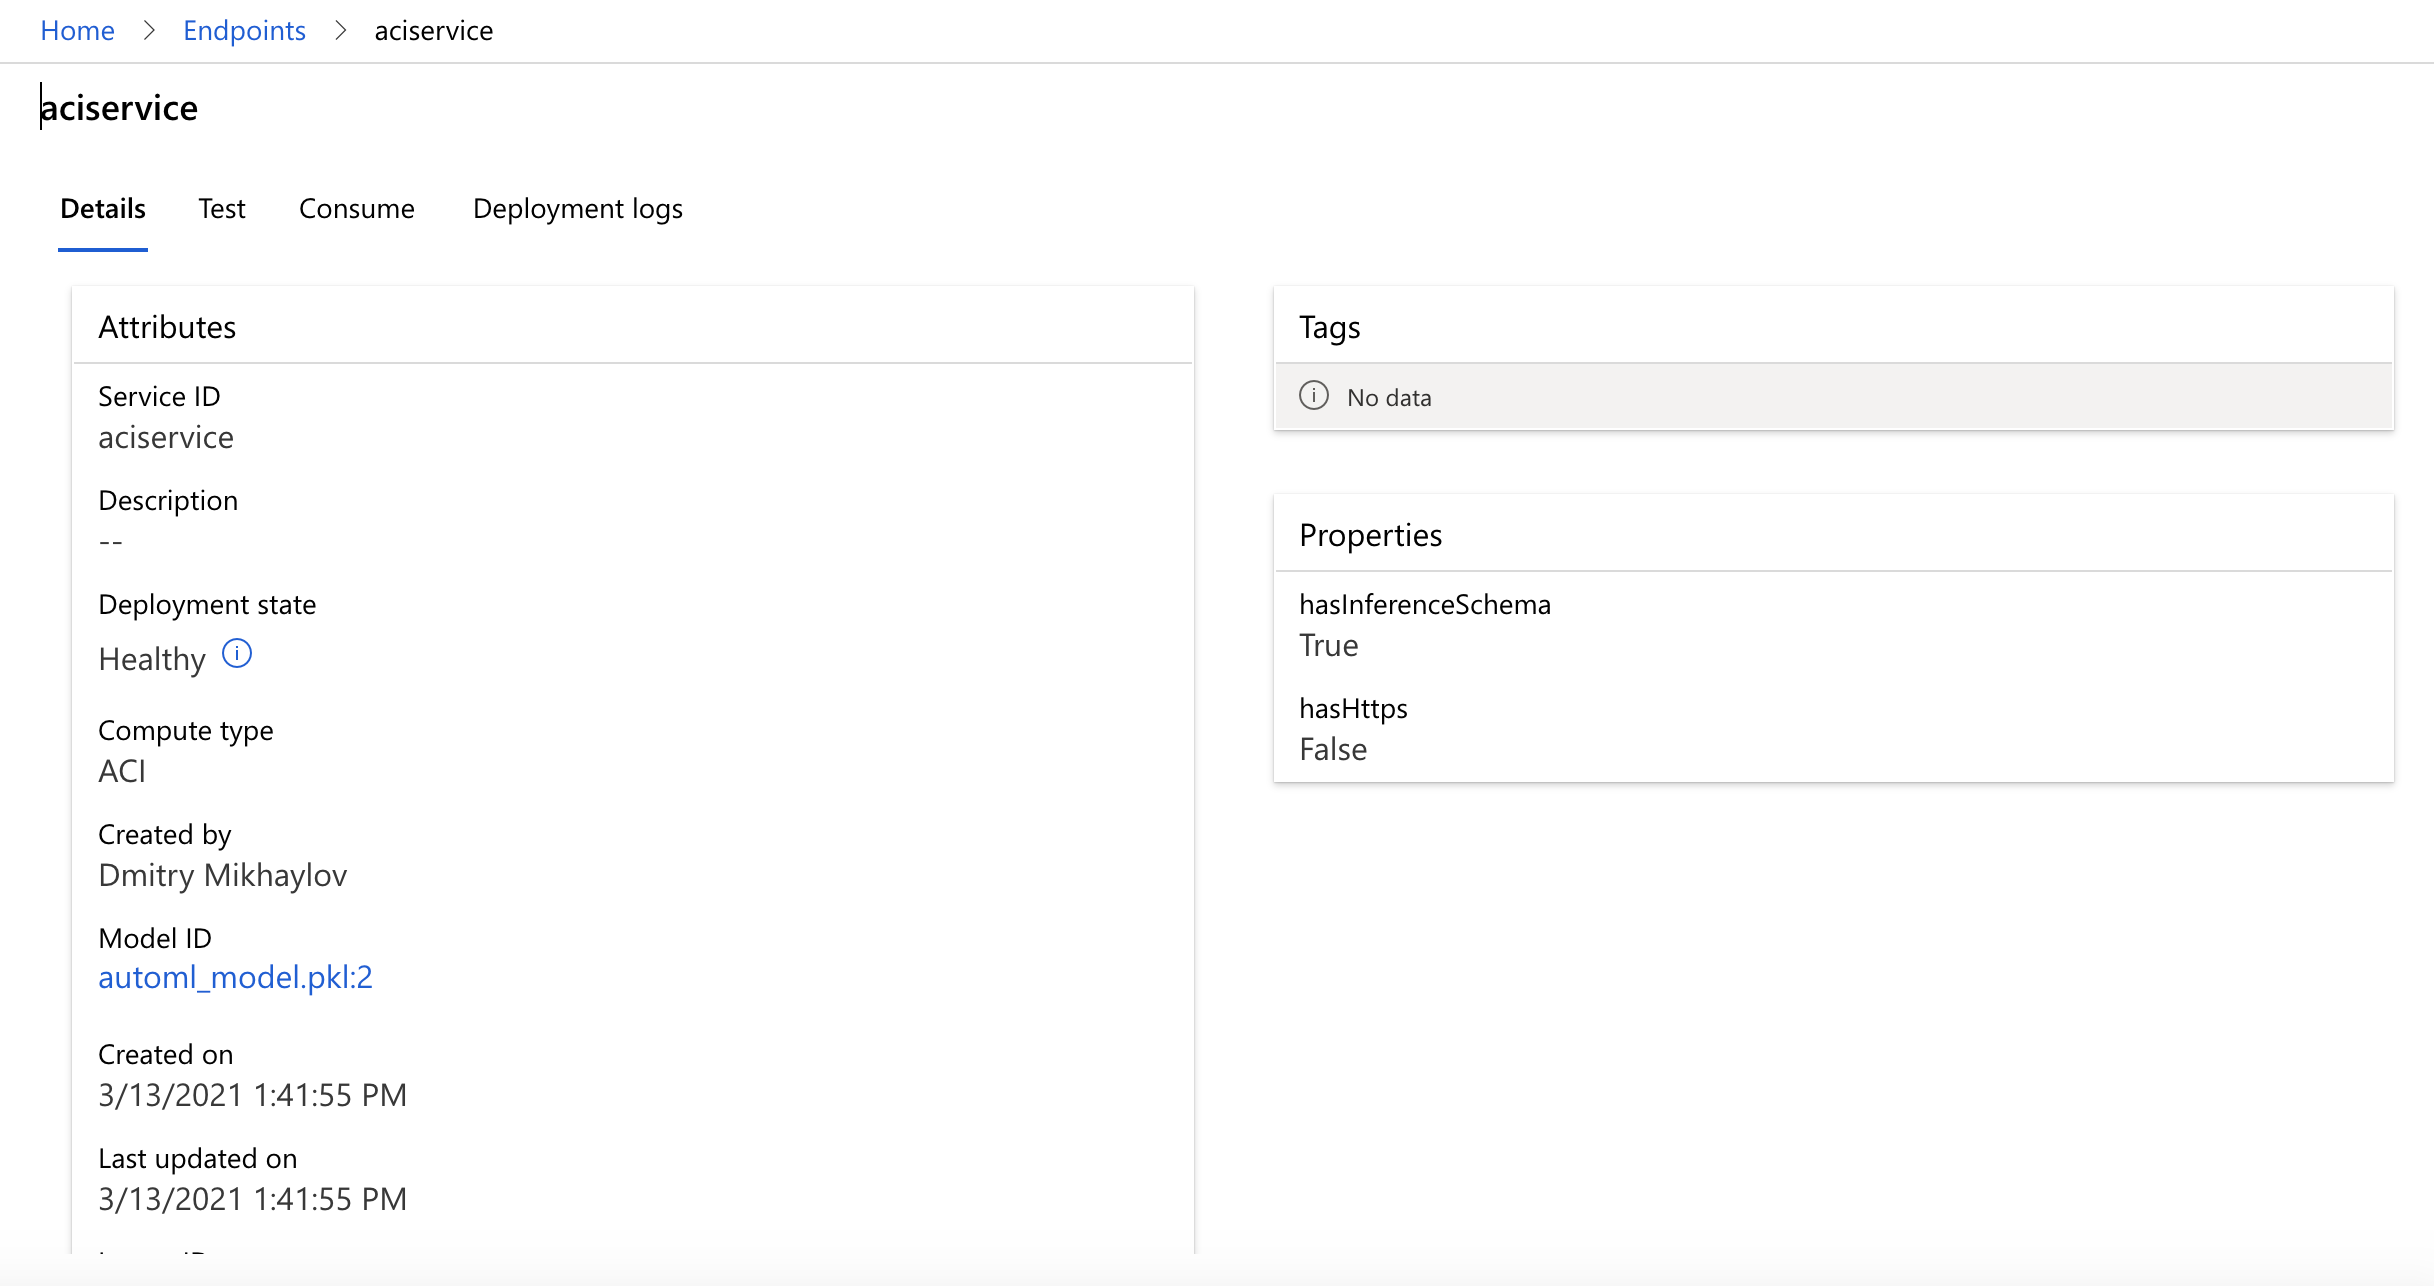 Home > Endpoints > aciservice
aciservice
Details Test Consume Deployment logs
Attributes
Service ID
aciservice
Description
--
Deployment state
Healthy
Compute type
ACI
Created by
Dmitry Mikhaylov
Model ID
automl_model.pkl:2
Created on
3/13/2021 1:41:55 PM
Last updated on
3/13/2021 1:41:55 PM
Tags
No data
Properties
hasInferenceSchema
True
hasHttps
False